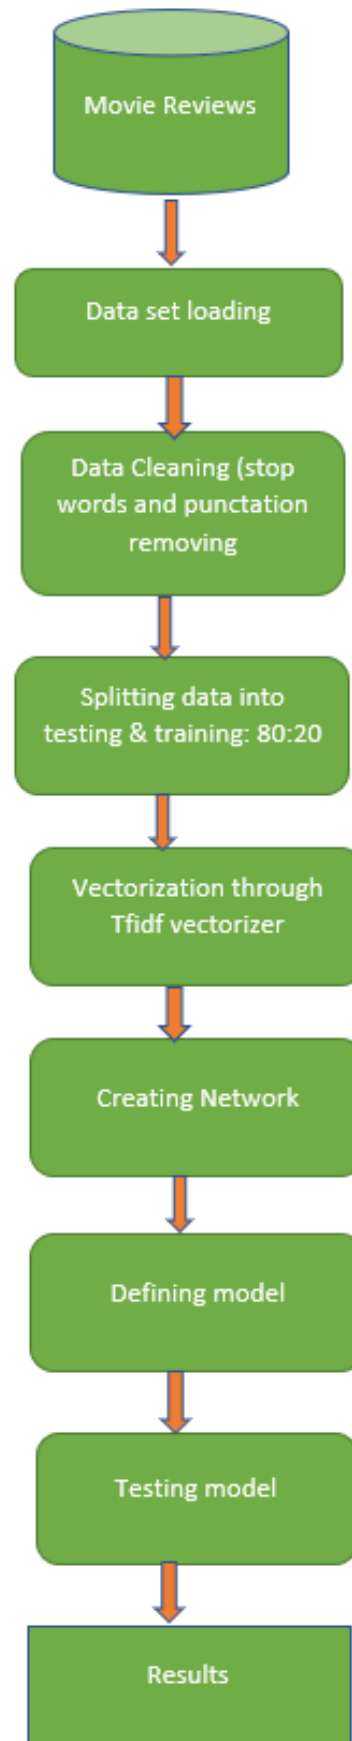 Movie Reviews
Data set loading
Data Cleaning (stop
words and punctation
removing
Splitting data into
testing & training: 80:20
Vectorization through
Tfidf vectorizer
Creating Network
Defining model
Testing model
Results